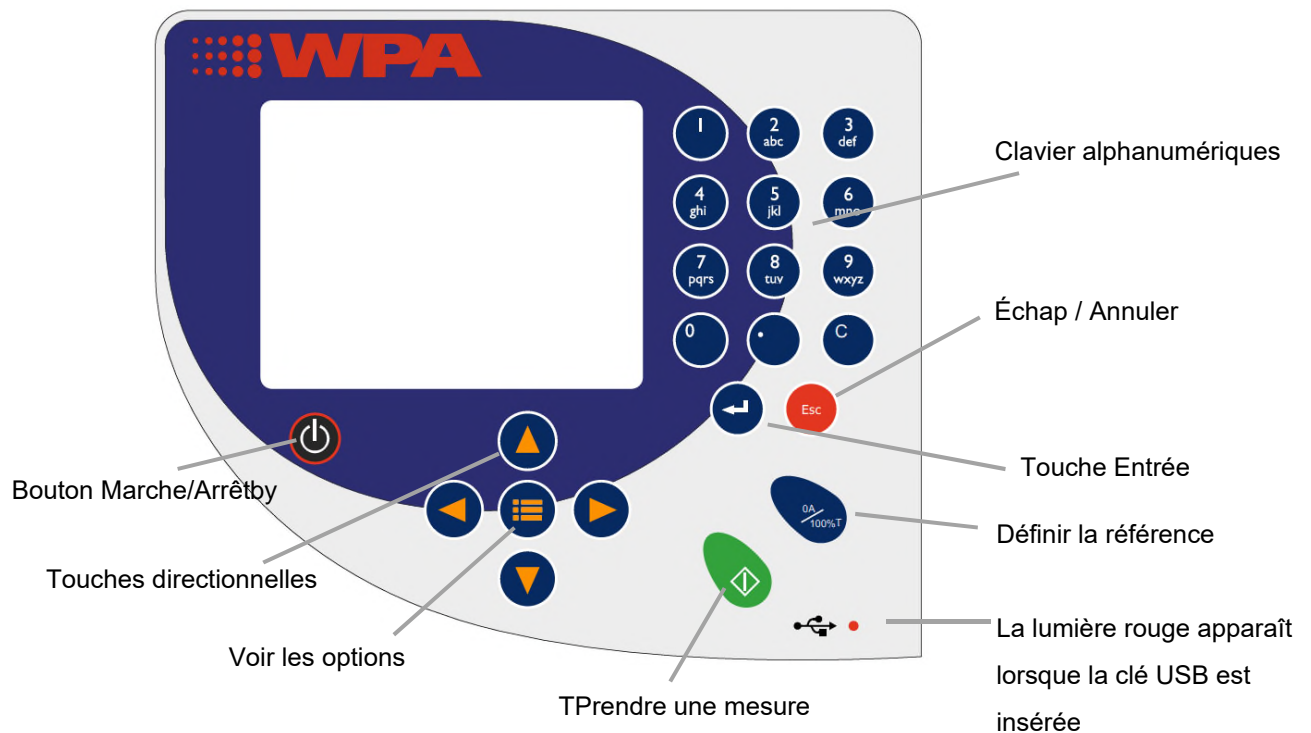 WPA
1 2 3
abc def
4 5 6
ghi jkl mno
7 8 9
pqrs tuv wxyz
0 . C
Esc
0A/100%T
Clavier alphanumériques
Échap / Annuler
Touche Entrée
Définir la référence
La lumière rouge apparaît
lorsque la clé USB est
insérée
Bouton Marche/Arrêtby
Touches directionnelles
Voir les options
TPrendre une mesure